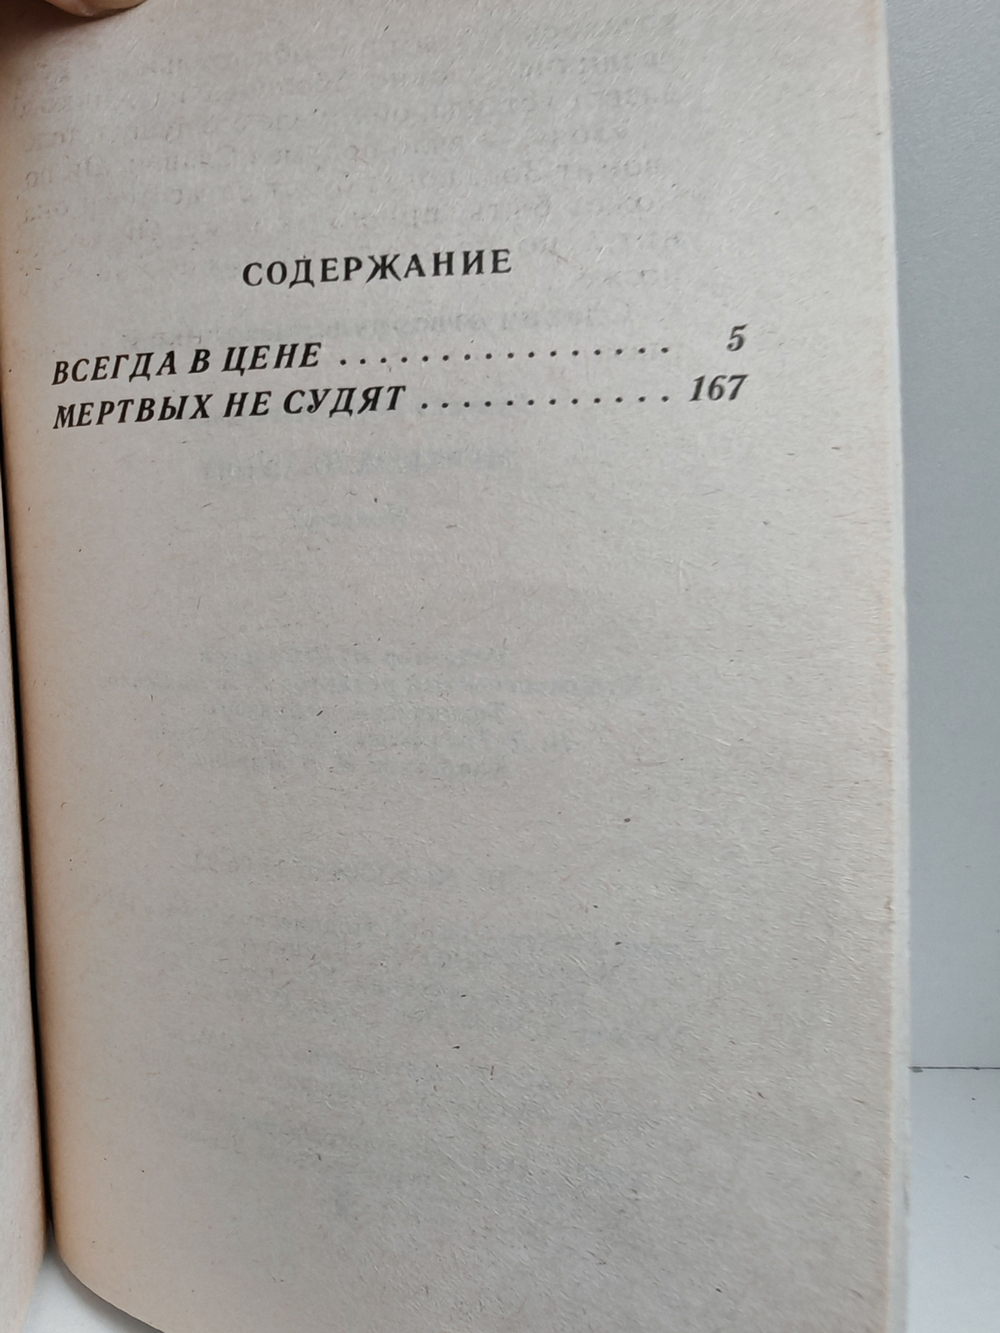 СОДЕРЖАНИЕ
ВСЕГДА В ЦЕНЕ . . . . . . . . . . . . . . . . 5
МЕРТВЫХ НЕ СУДЯТ . . . . . . . . . . . . 167